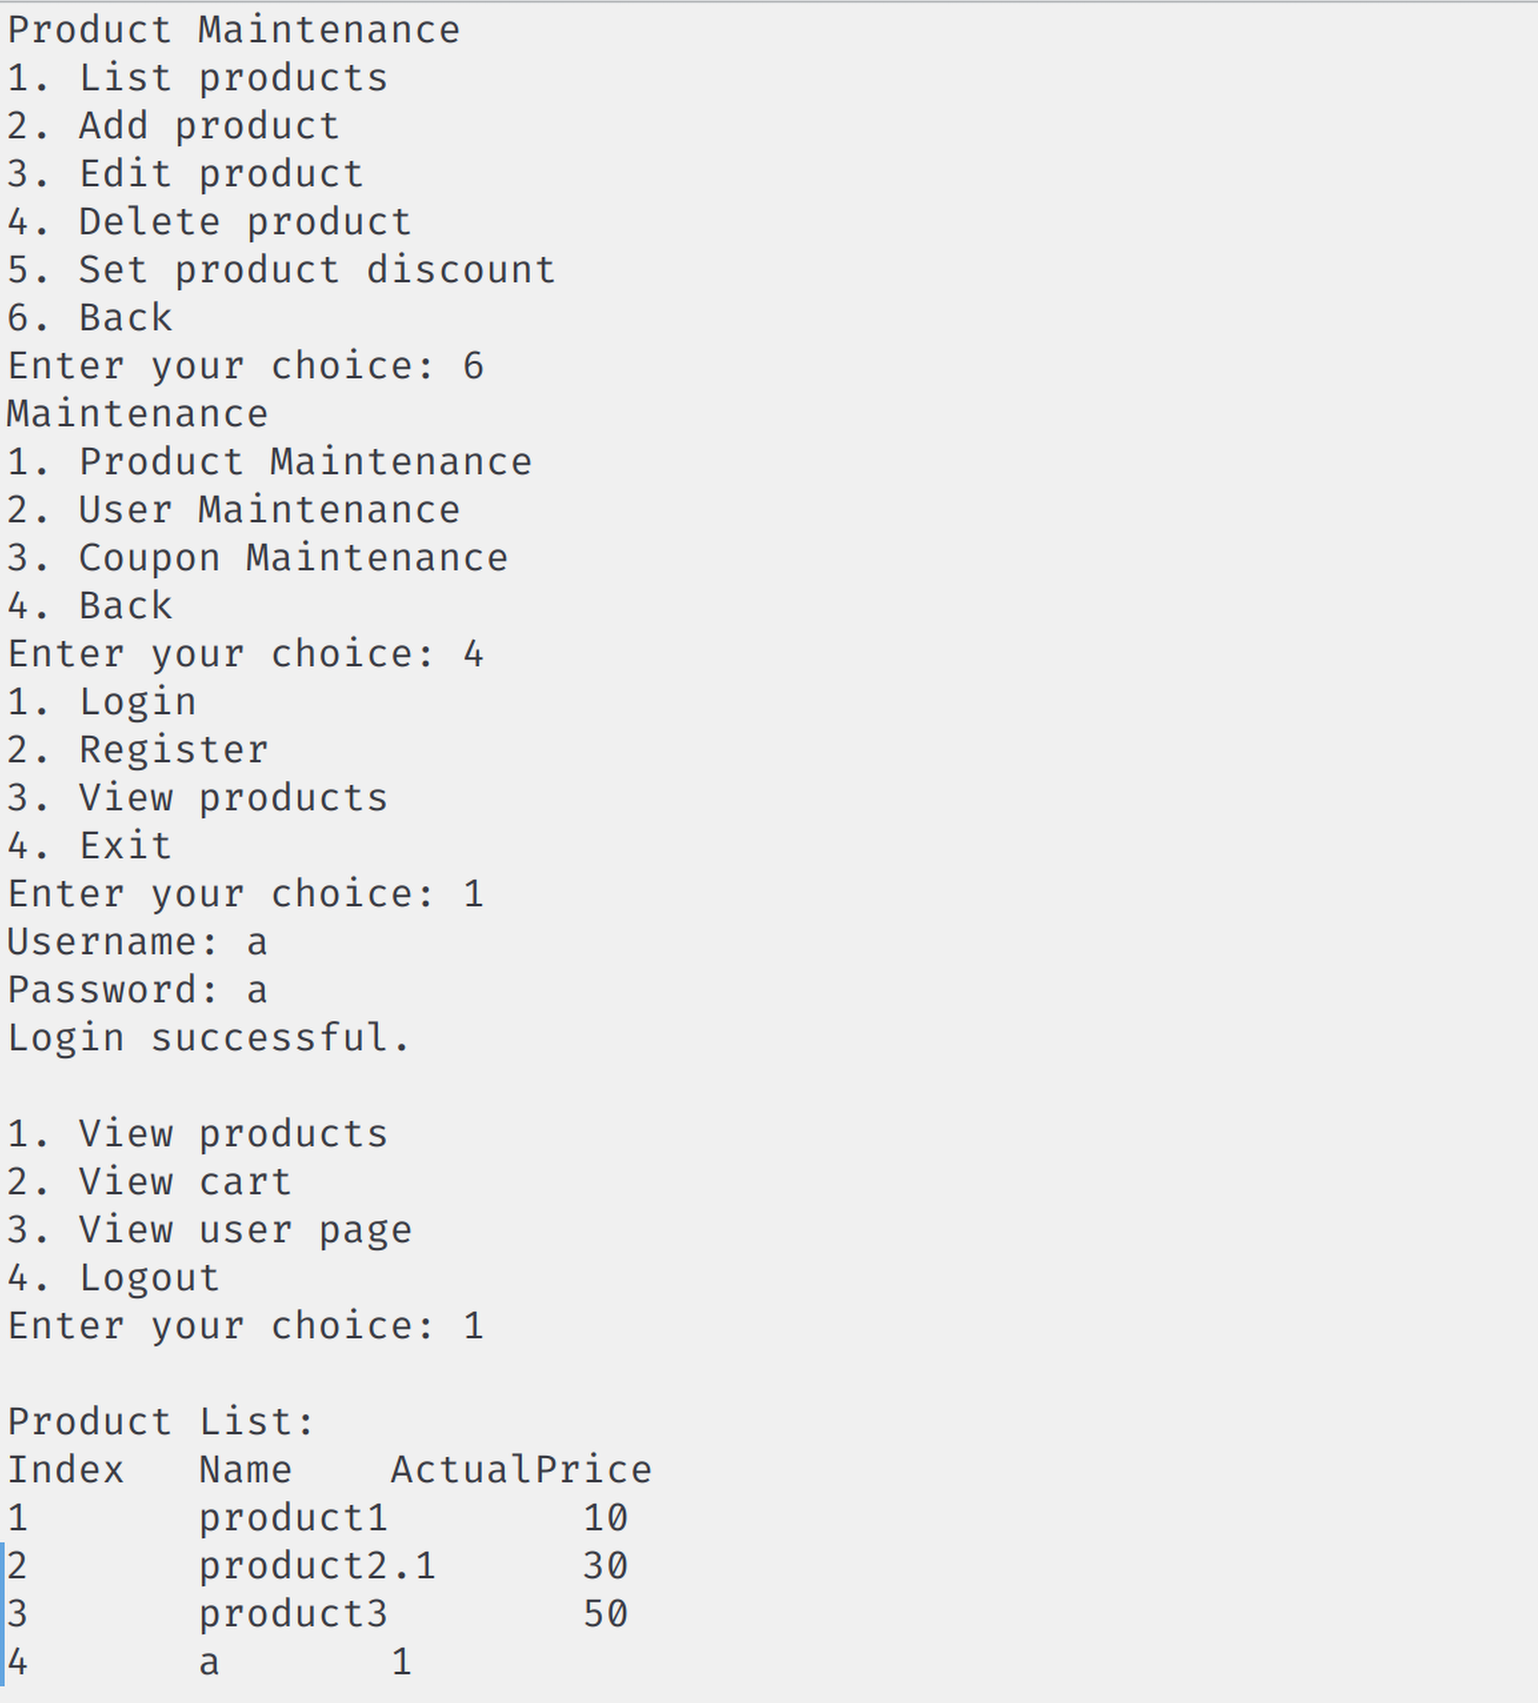 Product Maintenance
1. List products
2. Add product
3. Edit product
4. Delete product
5. Set product discount
6. Back
Enter your choice: 6
Maintenance
1. Product Maintenance
2. User Maintenance
3. Coupon Maintenance
4. Back
Enter your choice: 4
1. Login
2. Register
3. View products
4. Exit
Enter your choice: 1
Username: a
Password: a
Login successful.

1. View products
2. View cart
3. View user page
4. Logout
Enter your choice: 1

Product List:
Index   Name    ActualPrice
1       product1        10
2       product2.1      30
3       product3        50
4       a       1